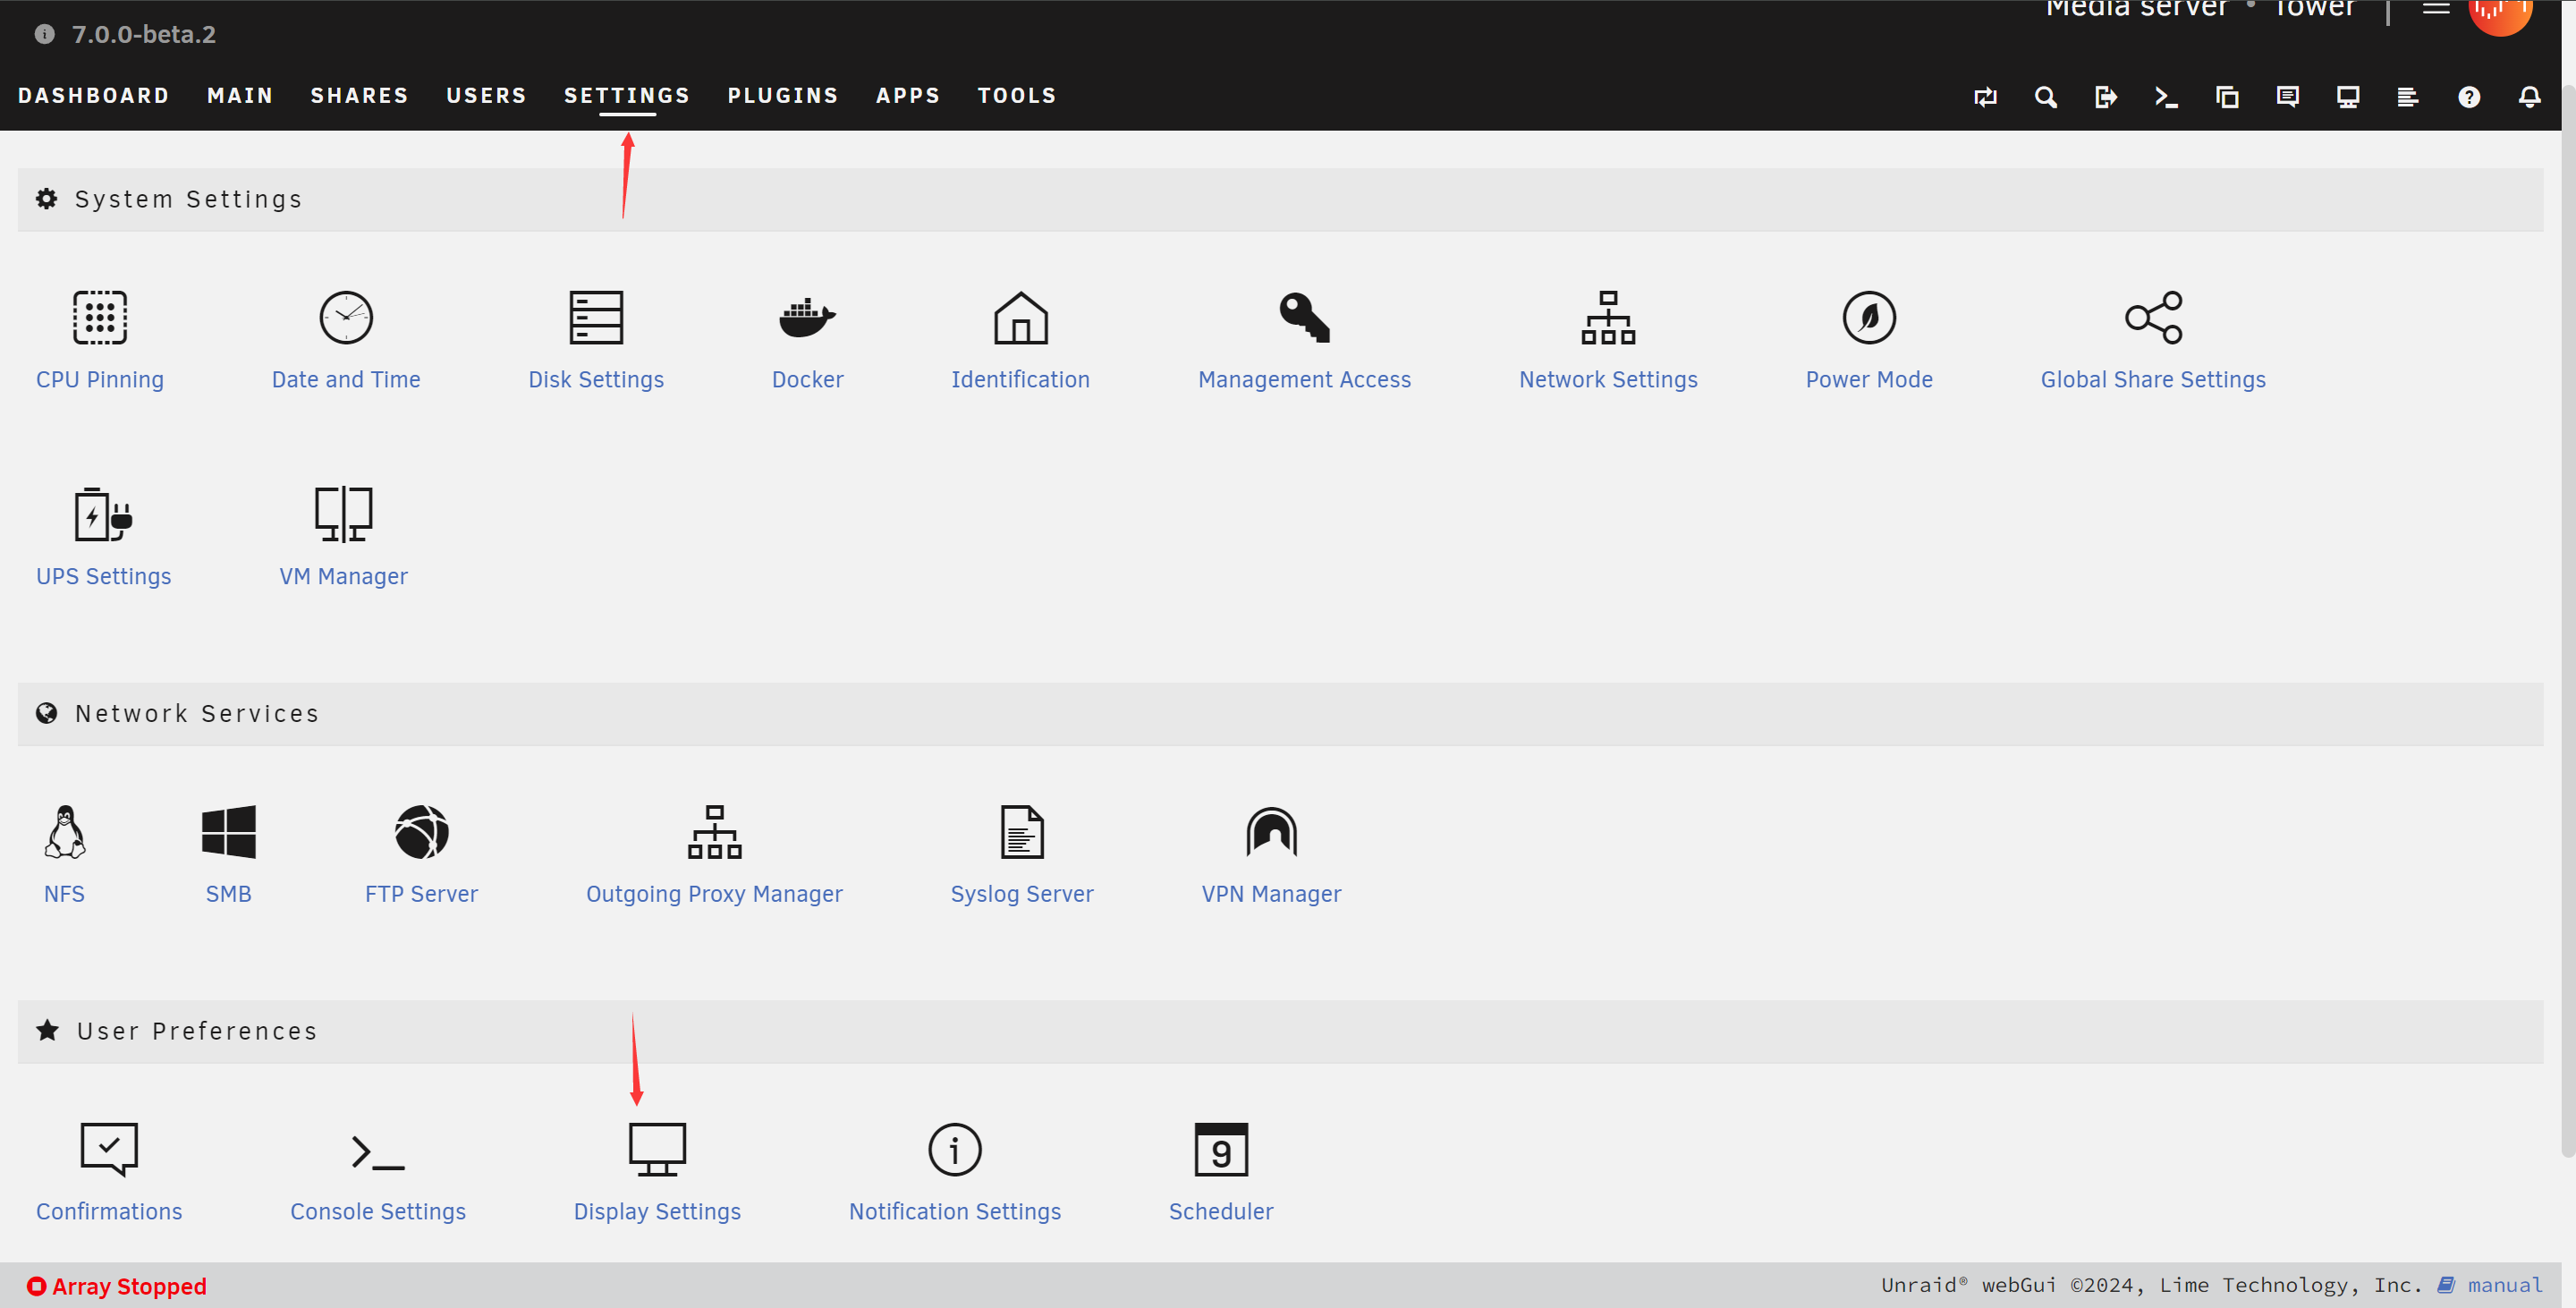 Media server • Tower
7.0.0-beta.2
DASHBOARD MAIN SHARES USERS SETTINGS PLUGINS APPS TOOLS
System Settings
CPU Pinning Date and Time Disk Settings Docker Identification Management Access Network Settings Power Mode Global Share Settings
UPS Settings VM Manager
Network Services
NFS SMB FTP Server Outgoing Proxy Manager Syslog Server VPN Manager
User Preferences
9
Confirmations Console Settings Display Settings Notification Settings Scheduler
Array Stopped Unraid® webGui ©2024, Lime Technology, Inc. manual